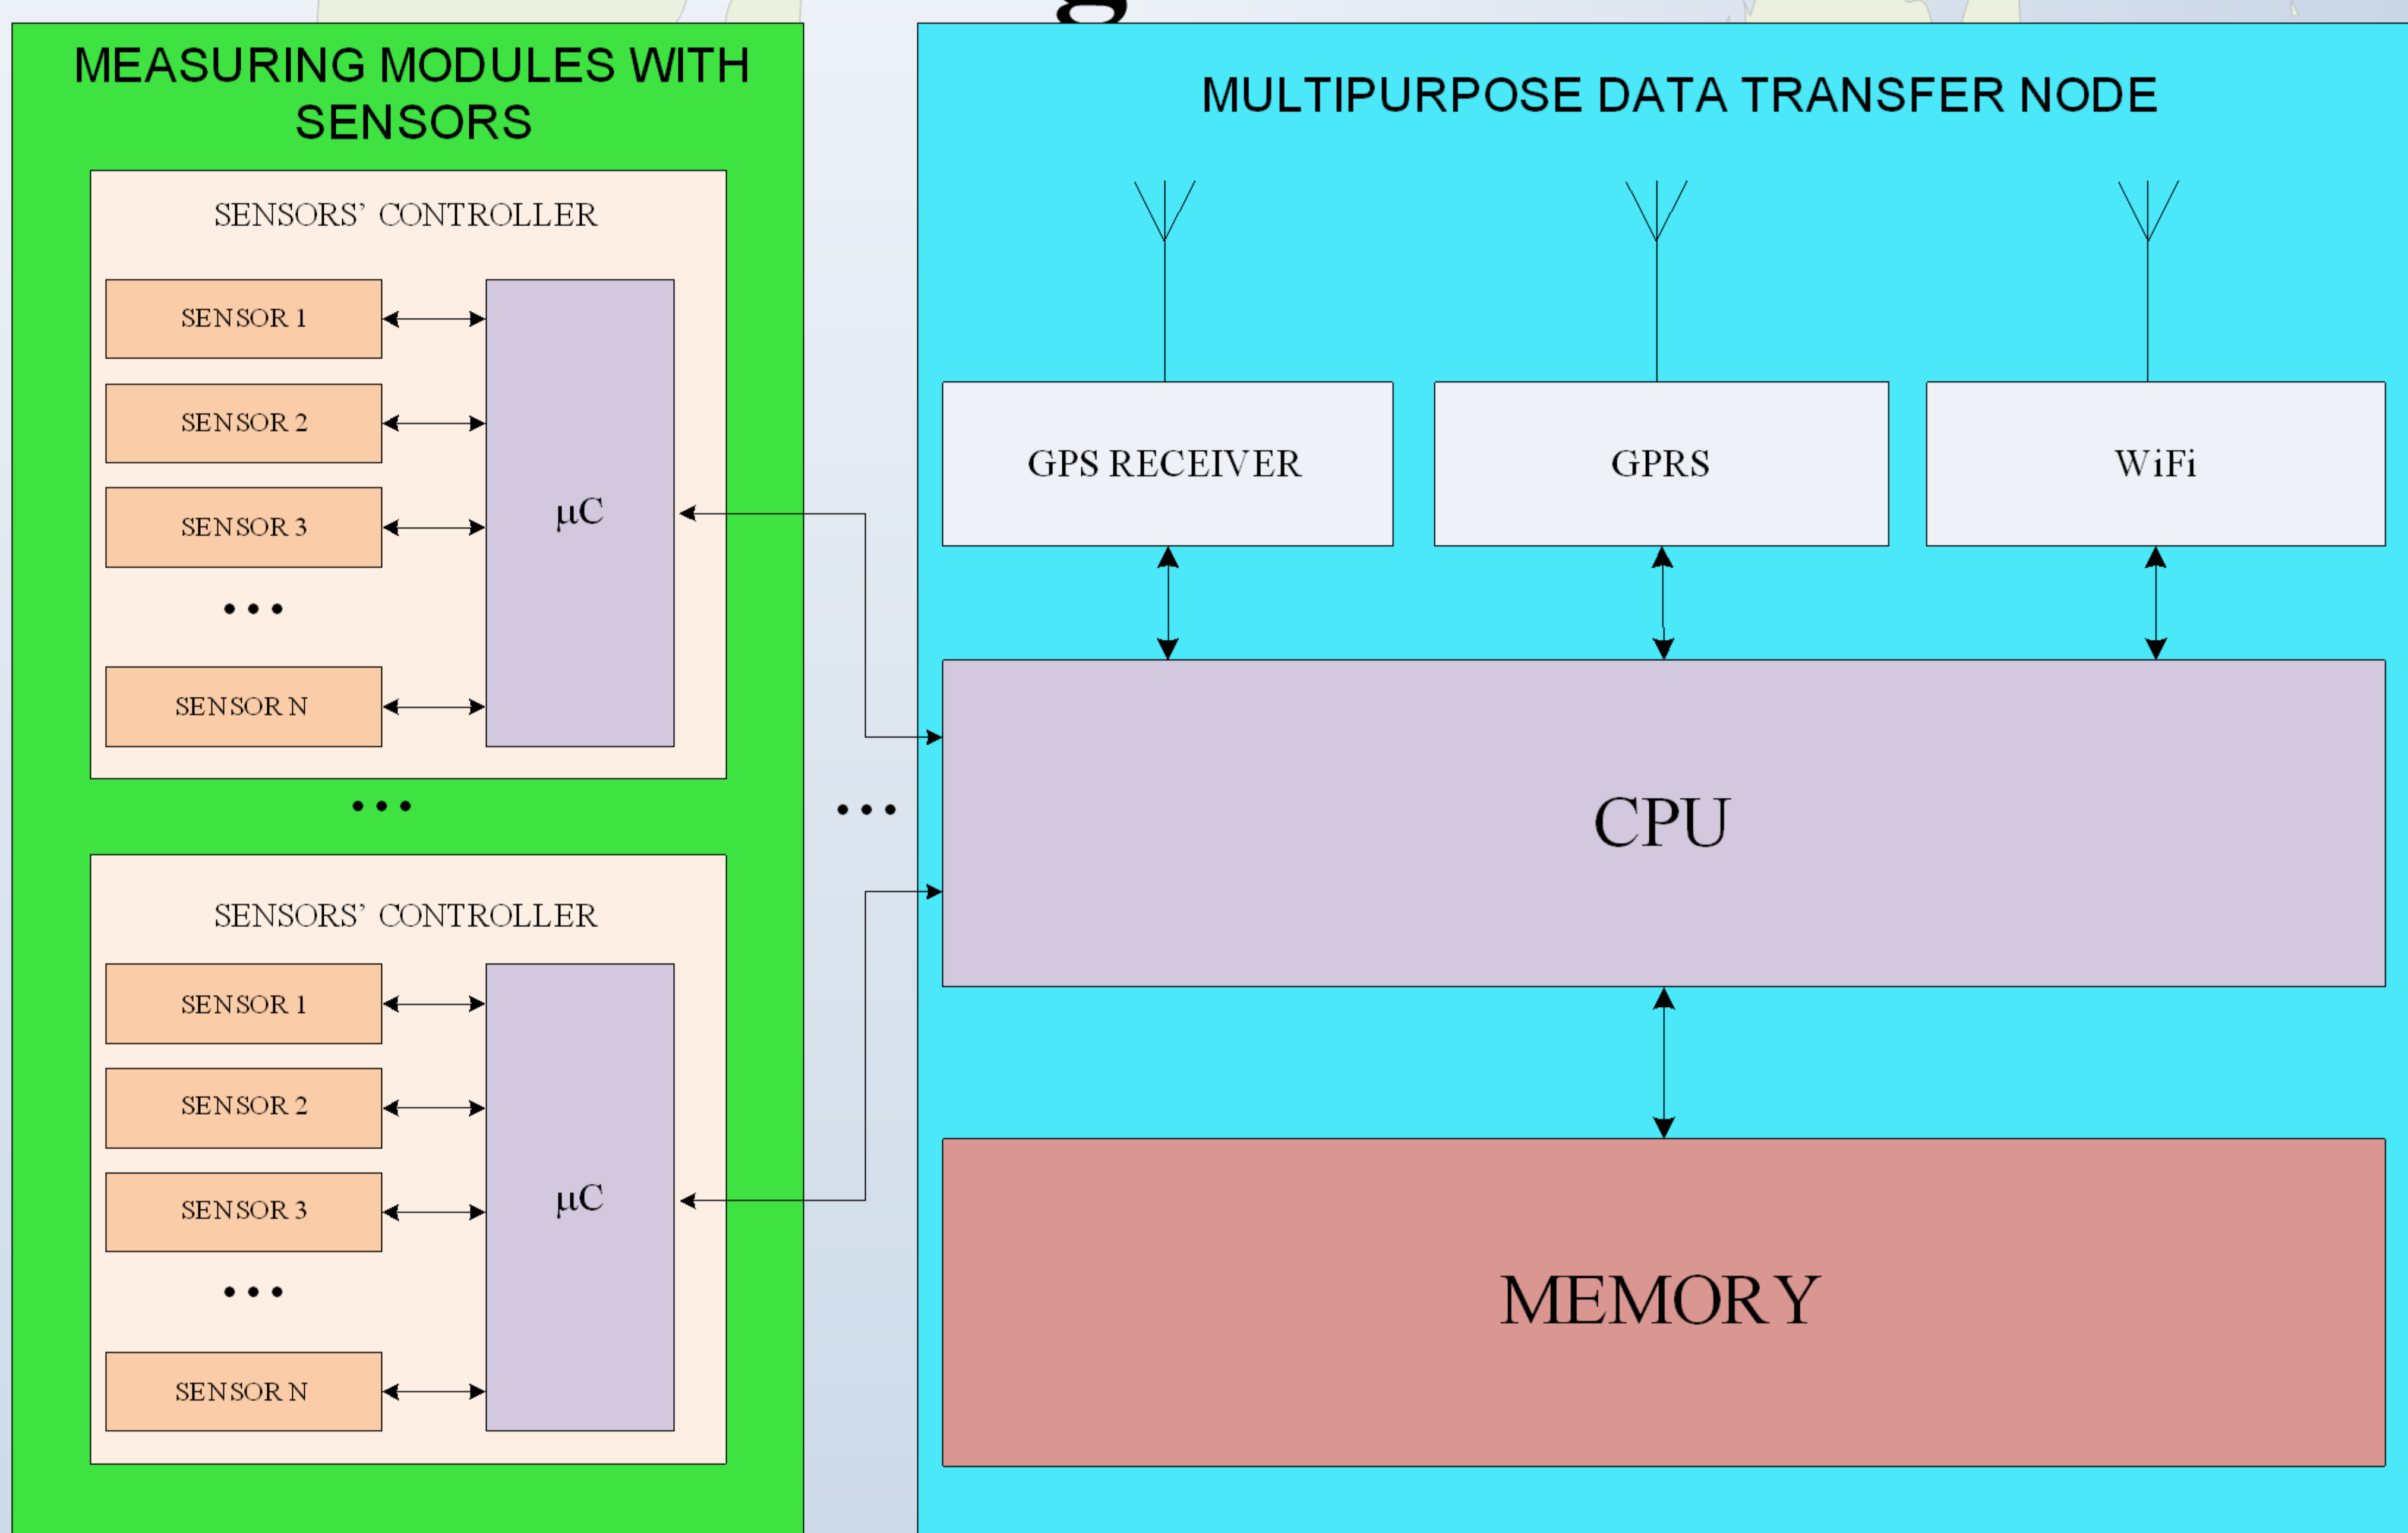 g
MEASURING MODULES WITH
SENSORS
SENSORS’ CONTROLLER
SENSOR 1
SENSOR 2
SENSOR 3
...
SENSOR N
μC
...
SENSORS’ CONTROLLER
SENSOR 1
SENSOR 2
SENSOR 3
...
SENSOR N
μC
...
MULTIPURPOSE DATA TRANSFER NODE
GPS RECEIVER
GPRS
WiFi
CPU
MEMORY